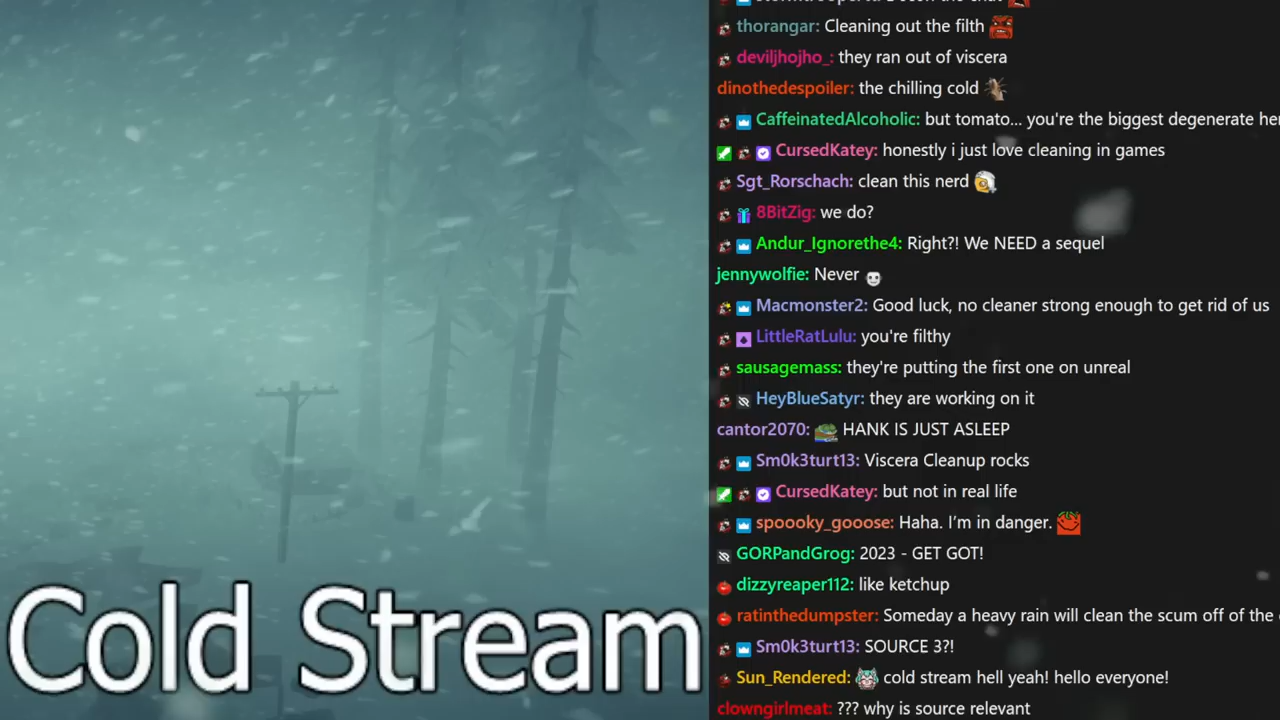 thorangar: Cleaning out the filth
deviljhojho_: they ran out of viscera
dinothedespoiler: the chilling cold
CaffeinatedAlcoholic: but tomato... you're the biggest degenerate
CursedKatey: honestly i just love cleaning in games
Sgt_Rorschach: clean this nerd
8BitZig: we do?
Andur_Ignorethe4: Right?! We NEED a sequel
jennywolfie: Never
Macmonster2: Good luck, no cleaner strong enough to get rid of us
LittleRatLulu: you're filthy
sausagemass: they're putting the first one on unreal
HeyBlueSatyr: they are working on it
cantor2070: HANK IS JUST ASLEEP
Sm0k3turt13: Viscera Cleanup rocks
CursedKatey: but not in real life
spoooky_gooose: Haha. I'm in danger.
GORPandGrog: 2023 - GET GOT!
dizzyreaper112: like ketchup
ratinthedumpster: Someday a heavy rain will clean the scum off of the
Sm0k3turt13: SOURCE 3?!
Sun_Rendered: cold stream hell yeah! hello everyone!
clowngirlmeat: ??? why is source relevant
Cold Stream